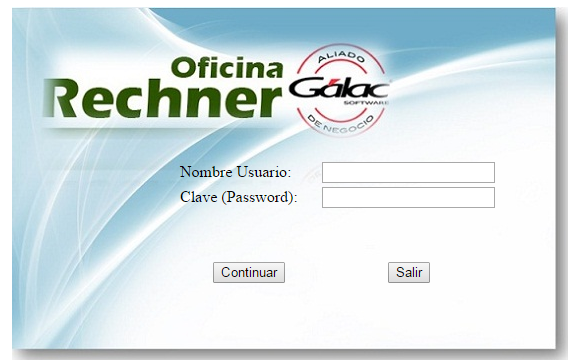 Oficina
Rechner
ALIADO
Gálac
SOFTWARE
DE NEGOCIO
Nombre Usuario:
Clave (Password):
Continuar
Salir